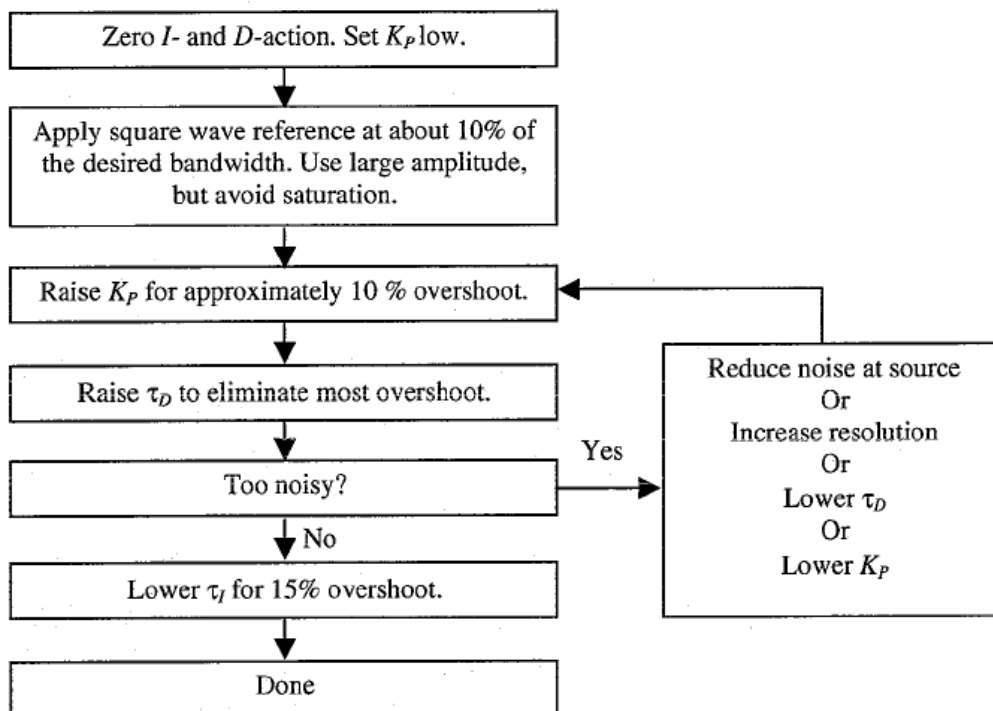 Zero I- and D-action. Set K_P low.
Apply square wave reference at about 10% of
the desired bandwidth. Use large amplitude,
but avoid saturation.
Raise K_P for approximately 10 % overshoot.
Raise τ_D to eliminate most overshoot.
Too noisy?
Yes
Reduce noise at source
Or
Increase resolution
Or
Lower τ_D
Or
Lower K_P
No
Lower τ_I for 15% overshoot.
Done